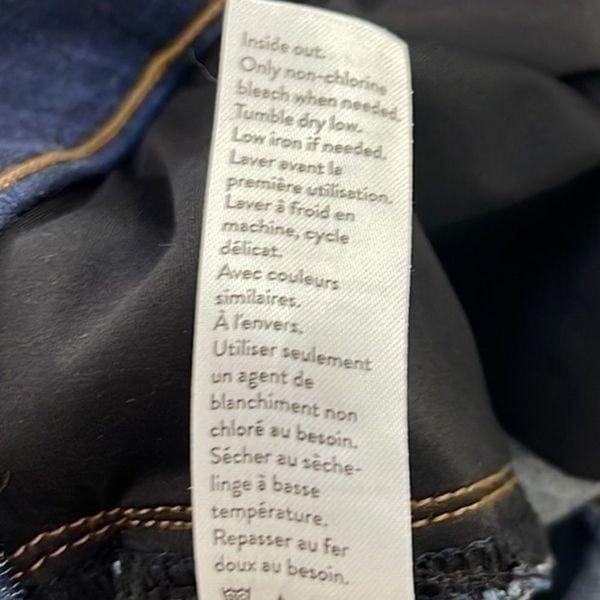 Inside out.
Only non-chlorine
bleach when needed.
Tumble dry low.
Low iron if needed.
Laver avant la
première utilisation.
Laver à froid en
machine, cycle
délicat.
Avec couleurs
similaires.
À l'envers.
Utiliser seulement
un agent de
blanchiment non
chloré au besoin.
Sécher au sèche-
linge à basse
température.
Repasser au fer
doux au besoin.